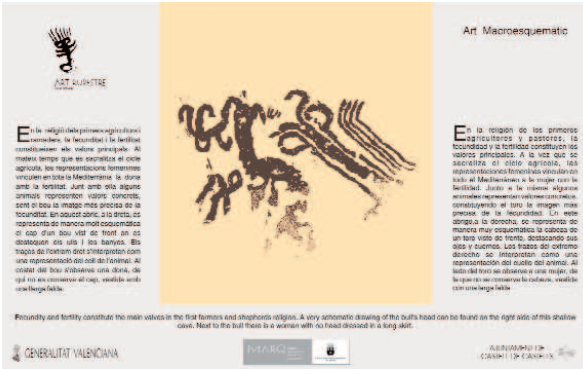 Art Macroesquemàtic
ART RUPESTRE
En la religió dels primers agricultors i
ramaders, la fecunditat i la fertilitat
constitueixen els valors principals. Al
mateix temps que es sacralitza el cicle
agrícola, les representacions femenines
vinculen en tota la Mediterrània la dona
amb la fertilitat. Junt amb ella alguns
animals representen valors concrets,
sent el bou la imatge més precisa de la
fecunditat. En aquest abric, a la dreta, es
representa de manera molt esquemàtica
el cap d'un bou vist de front an es
destaquen els ulls i les banyes. Els
traços de l'extrem dret s'interpreten com
una representació del coll de l'animal. Al
costat del bou s'observa una dona, de
qui no es conserva el cap, vestida amb
una llarga falda.
En la religión de los primeros
agricultores y pastores, la
fecundidad y la fertilidad constituyen los
valores principales. A la vez que se
sacraliza el ciclo agrícola, las
representaciones femeninas vinculan en
todo el Mediterráneo a la mujer con la
fertilidad. Junto a la misma algunos
animales representan valores concretos,
constituyendo el toro la imagen más
precisa de la fecundidad. En este
abrigo,a la derecha, se representa de
manera muy esquemática la cabeza de
un toro visto de frente, destacando sus
ojos y cuernos. Los trazos del extremo
derecho se interpretan como una
representación del cuello del animal. Al
lado del toro se observa a una mujer, de
la que no se conserva la cabeza, vestida
con una larga falda.
Fecundity and fertility constitute the main valves in the first farmers and shepherds religion. A very schematic drawing of the bull's head can be found on the right side of this shallow
cave. Next to the bull there is a woman with no head dressed in a long skirt.
GENERALITAT VALENCIANA
MARQ
AJUNTAMENT DE
CASTELL DE CASTELLS